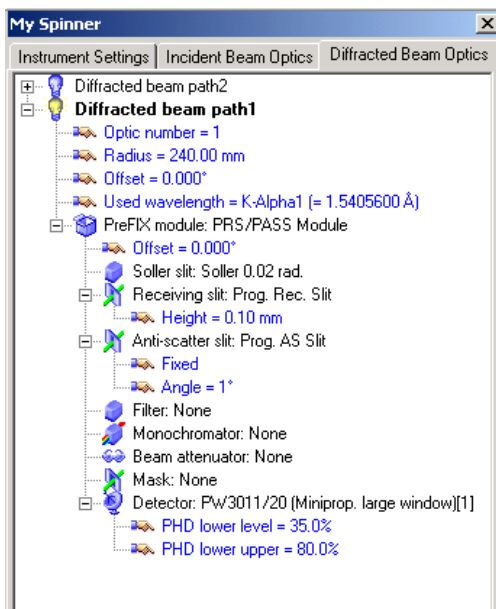 My Spinner
Instrument Settings Incident Beam Optics Diffracted Beam Optics
Diffracted beam path2
Diffracted beam path1
Optic number = 1
Radius = 240.00 mm
Offset = 0.000°
Used wavelength = K-Alpha1 (= 1.5405600 Å)
PreFIX module: PRS/PASS Module
Offset = 0.000°
Soller slit: Soller 0.02 rad.
Receiving slit: Prog. Rec. Slit
Height = 0.10 mm
Anti-scatter slit: Prog. AS Slit
Fixed
Angle = 1°
Filter: None
Monochromator: None
Beam attenuator: None
Mask: None
Detector: PW3011/20 (Miniprop. large window)[1]
PHD lower level = 35.0%
PHD lower upper = 80.0%